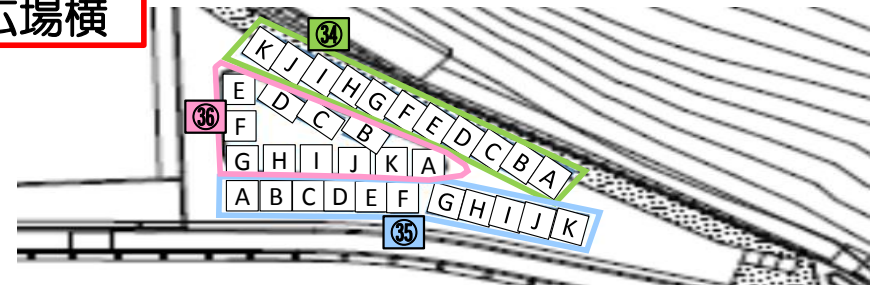 広場横
㉞
K J I H G F E D C B A
㊱
E D C B
F
G H I J K A
A B C D E F G H I J K
㉟